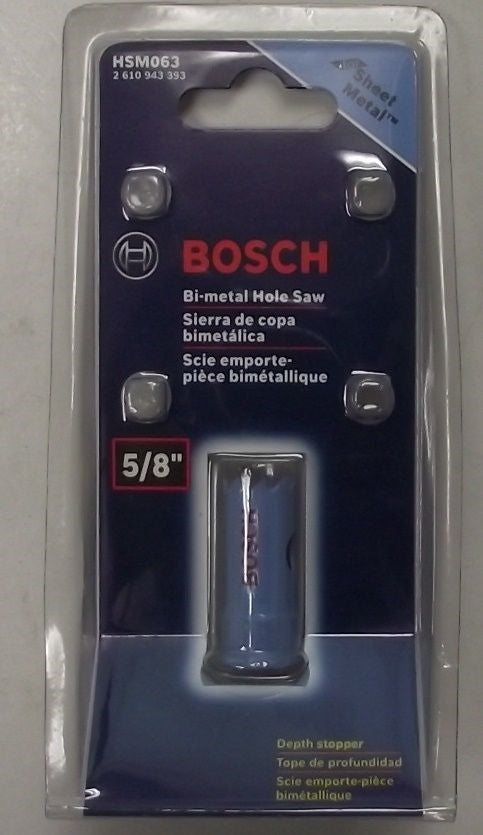 HSM063
2 610 943 393
Sheet
Metal™
BOSCH
Bi-metal Hole Saw
Sierra de copa
bimetálica
Scie emporte-
pièce bimétallique
5/8"
BOSCH
Depth stopper
Tope de profundidad
Scie emporte-pièce
bimétallique